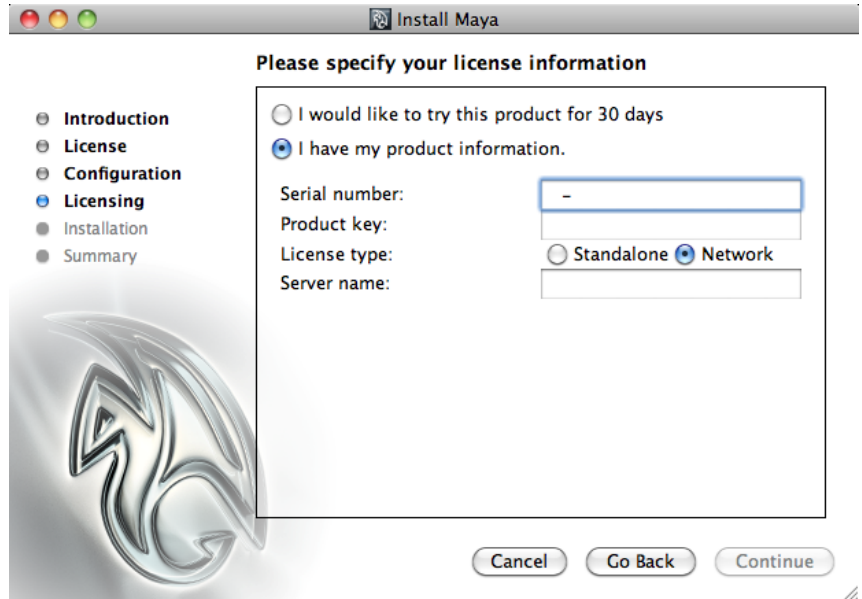 Install Maya
Please specify your license information
Introduction
License
Configuration
Licensing
Installation
Summary
I would like to try this product for 30 days
I have my product information.
Serial number: –
Product key:
License type: Standalone Network
Server name:
Cancel Go Back Continue